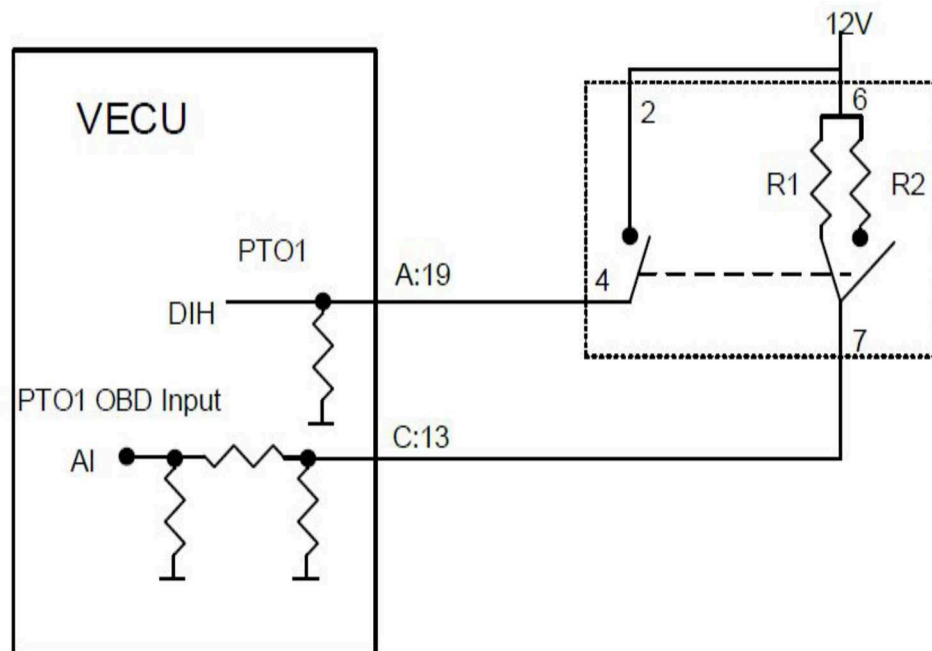 12V
VECU
2
6
R1
R2
PTO1
A:19
4
DIH
7
PTO1 OBD Input
C:13
AI